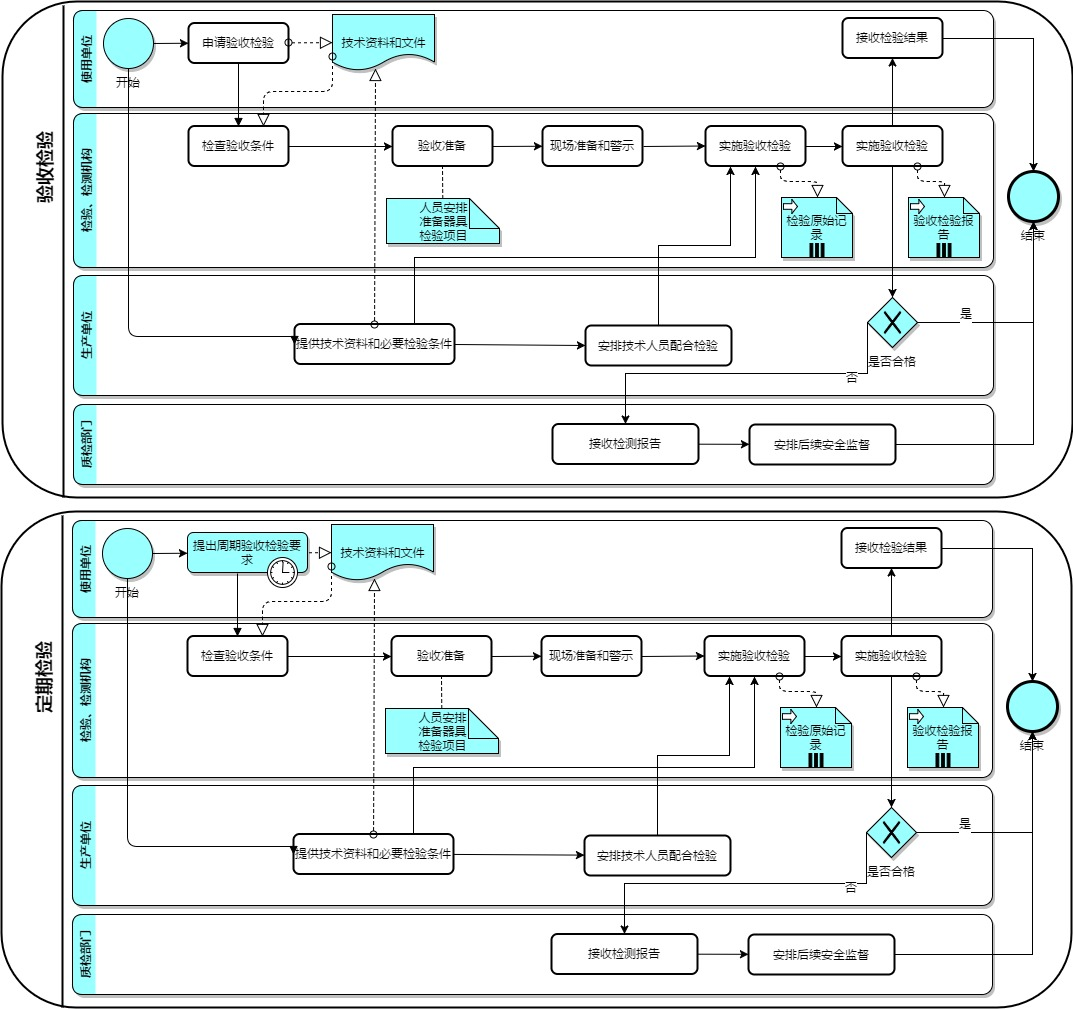 验收检验
使用单位
开始
申请验收检验
技术资料和文件
接收检验结果
检验、检测机构
检查验收条件
验收准备
现场准备和警示
实施验收检验
实施验收检验
人员安排
准备器具
检验项目
检验原始记
录
验收检验报
告
结束
生产单位
提供技术资料和必要检验条件
安排技术人员配合检验
是
是否合格
否
质检部门
接收检测报告
安排后续安全监督
定期检验
使用单位
开始
提出周期验收检验要
求
技术资料和文件
接收检验结果
检验、检测机构
检查验收条件
验收准备
现场准备和警示
实施验收检验
实施验收检验
人员安排
准备器具
检验项目
检验原始记
录
验收检验报
告
结束
生产单位
提供技术资料和必要检验条件
安排技术人员配合检验
是
是否合格
否
质检部门
接收检测报告
安排后续安全监督